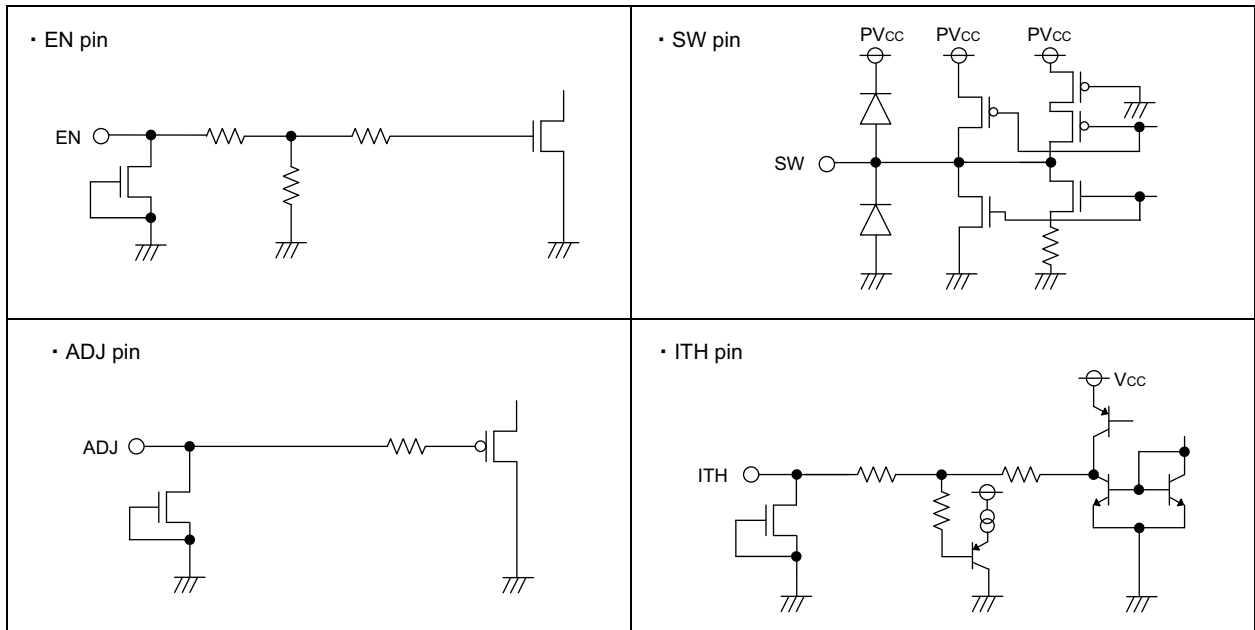 ・EN pin
EN
・SW pin
PVCC PVCC PVCC
SW
・ADJ pin
ADJ
・ITH pin
VCC
ITH